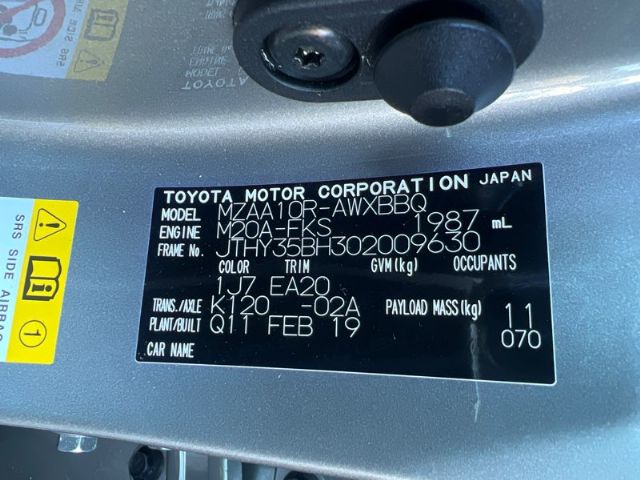 TOYOTA MOTOR CORPORATION JAPAN
MODEL MZAA10R-AWXBBQ
ENGINE M20A-FKS 1987 mL
FRAME No. JTHY35BH302009630
COLOR TRIM GVM(kg) OCCUPANTS
1J7 EA20
TRANS./AXLE K120 -02A PAYLOAD MASS(kg) 11
PLANT/BUILT Q11 FEB 19 070
CAR NAME
SRS SIDE AIRBAG
1